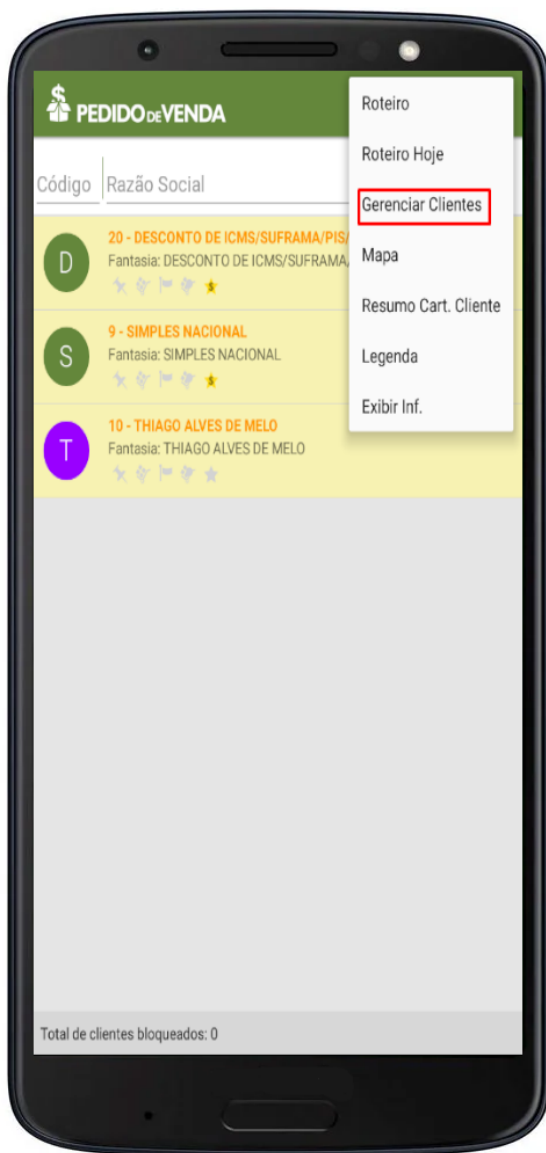 PEDIDO DE VENDA
Código
Razão Social
D
20 - DESCONTO DE ICMS/SUFRAMA/PIS/
Fantasia: DESCONTO DE ICMS/SUFRAMA,
S
9 - SIMPLES NACIONAL
Fantasia: SIMPLES NACIONAL
T
10 - THIAGO ALVES DE MELO
Fantasia: THIAGO ALVES DE MELO
Roteiro
Roteiro Hoje
Gerenciar Clientes
Mapa
Resumo Cart. Cliente
Legenda
Exibir Inf.
Total de clientes bloqueados: 0